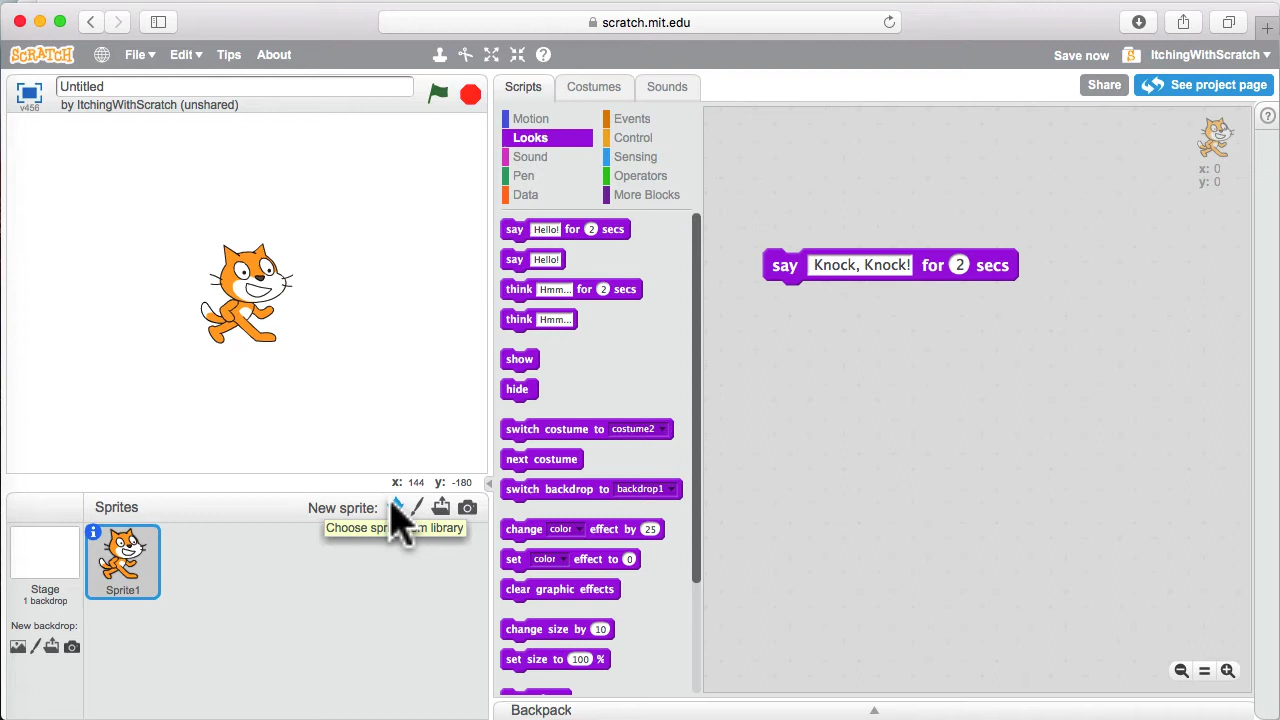 scratch.mit.edu
SCRATCH File Edit Tips About Save now S ItchingWithScratch
v456 Untitled
by ItchingWithScratch (unshared)
Scripts Costumes Sounds
Share See project page
Motion Events
Looks Control
Sound Sensing
Pen Operators
Data More Blocks
say Hello! for 2 secs
say Hello!
think Hmm... for 2 secs
think Hmm...
show
hide
switch costume to costume2
next costume
switch backdrop to backdrop1
change color effect by 25
set color effect to 0
clear graphic effects
change size by 10
set size to 100 %
say Knock, Knock! for 2 secs
x: 0
y: 0
x: 144 y: -180
Sprites New sprite:
Choose from library
Sprite1
Stage
1 backdrop
New backdrop:
Backpack